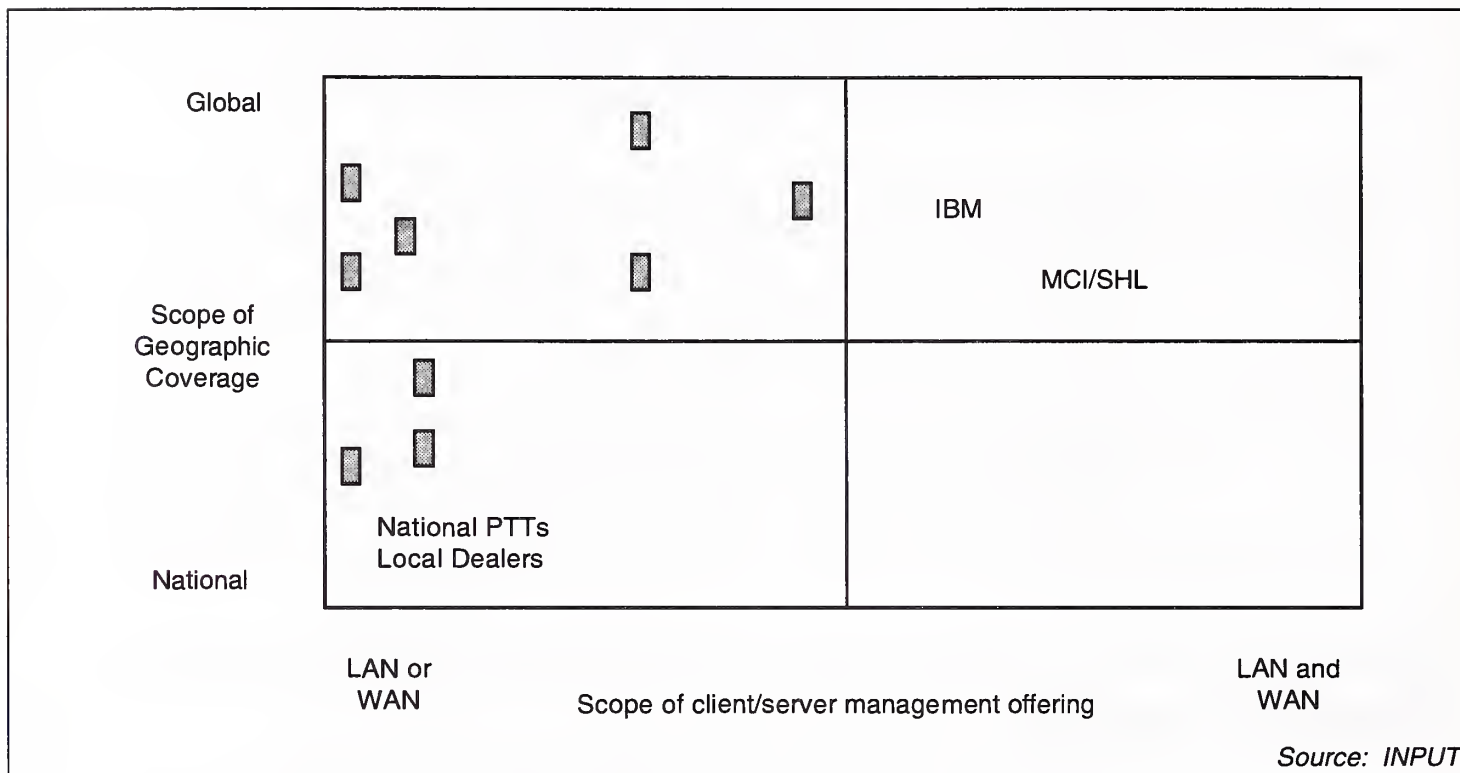 Global
IBM
MCI/SHL
Scope of
Geographic
Coverage
National PTTs
Local Dealers
National
LAN or
WAN
Scope of client/server management offering
LAN and
WAN
Source: INPUT